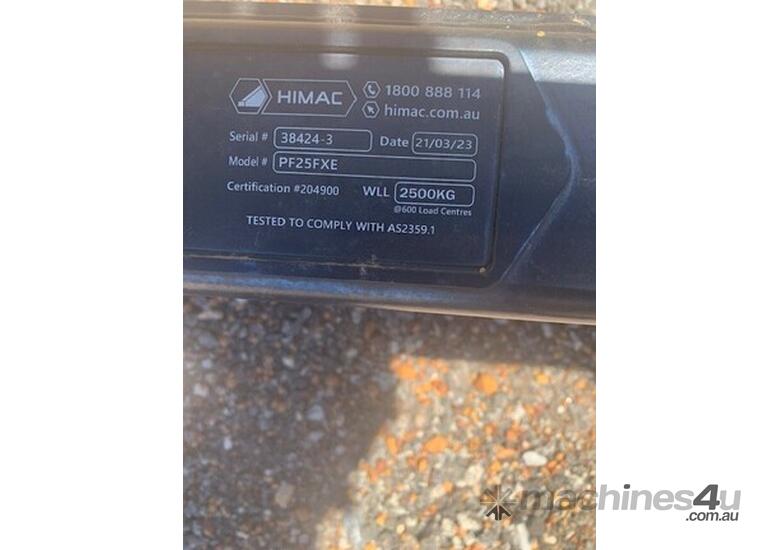 HIMAC
1800 888 114
himac.com.au
Serial # 38424-3 Date 21/03/23
Model # PF25FXE
Certification #204900 WLL 2500KG
@600 Load Centres
TESTED TO COMPLY WITH AS2359.1
machines4u
.com.au